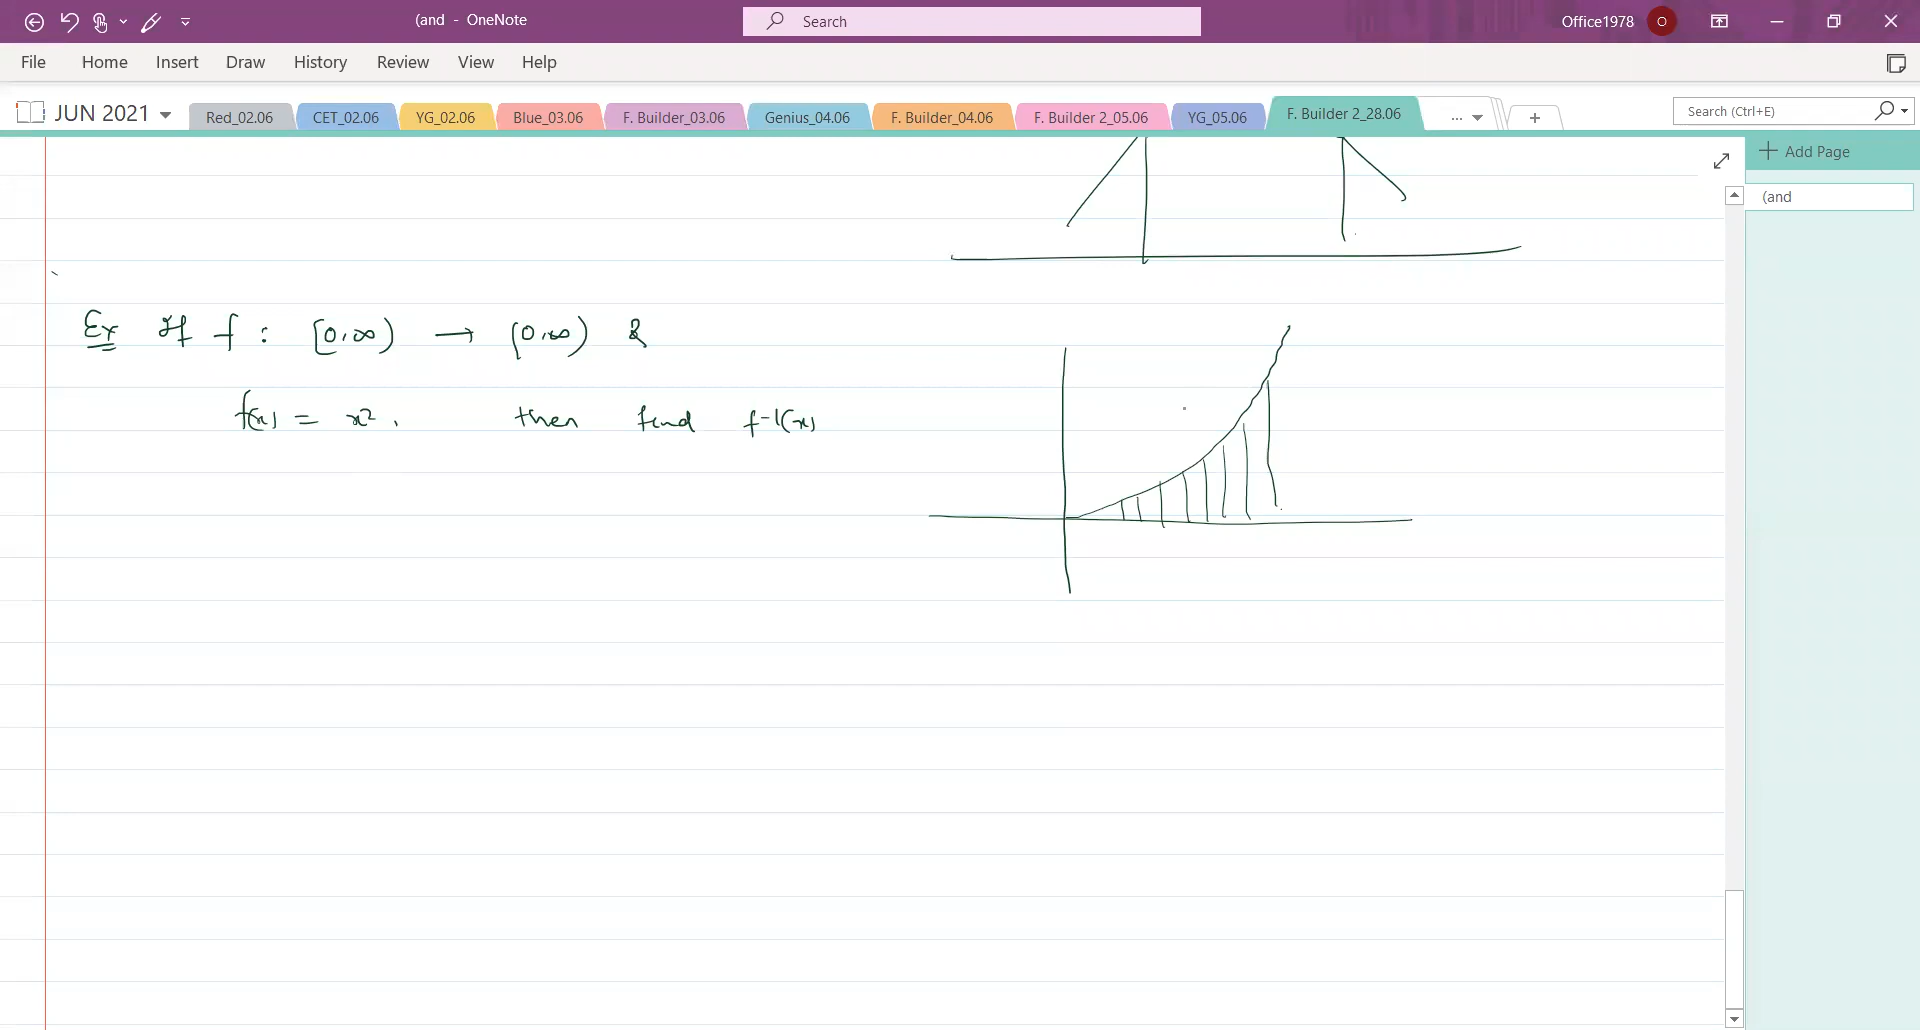 (and - OneNote
Search
Office1978
O
File Home Insert Draw History Review View Help
JUN 2021
Red_02.06 CET_02.06 YG_02.06 Blue_03.06 F. Builder_03.06 Genius_04.06 F. Builder_04.06 F. Builder 2_05.06 YG_05.06 F. Builder 2_28.06 ... +
Search (Ctrl+E)
+ Add Page
(and
Ex If f : [0,∞) → [0,∞) &
f(x) = x². then find f-1(x)